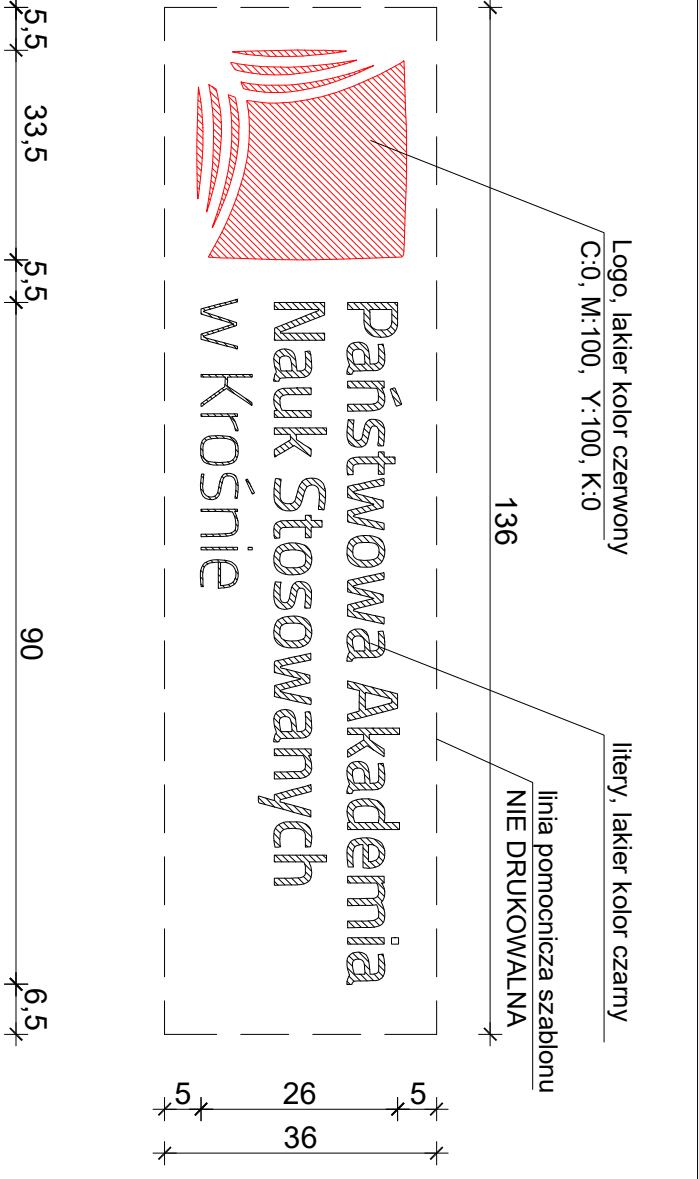 Logo, lakier kolor czerwony
C:0, M:100, Y:100, K:0
litery, lakier kolor czarny
linia pomocnicza szablonu
NIE DRUKOWALNA
136
Państwowa Akademia
Nauk Stosowanych
w Krośnie
5
26
5
36
5,5
33,5
5,5
90
6,5